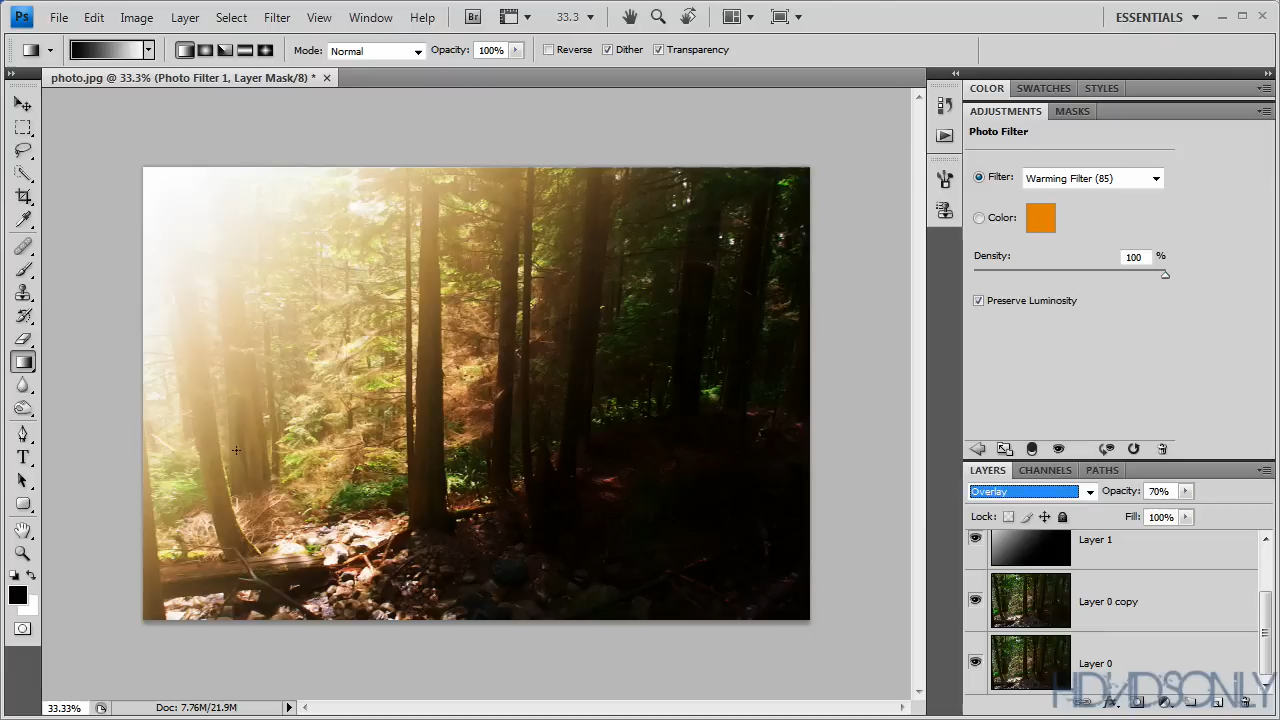 Ps File Edit Image Layer Select Filter View Window Help Br 33.3 ESSENTIALS
Mode: Normal Opacity: 100% Reverse Dither Transparency
photo.jpg @ 33.3% (Photo Filter 1, Layer Mask/8) *
COLOR SWATCHES STYLES
ADJUSTMENTS MASKS
Photo Filter
Filter: Warming Filter (85)
Color:
Density: 100 %
Preserve Luminosity
LAYERS CHANNELS PATHS
Overlay Opacity: 70%
Lock: Fill: 100%
Layer 1
Layer 0 copy
Layer 0
HDVIDSONLY
33.33% Doc: 7.76M/21.9M